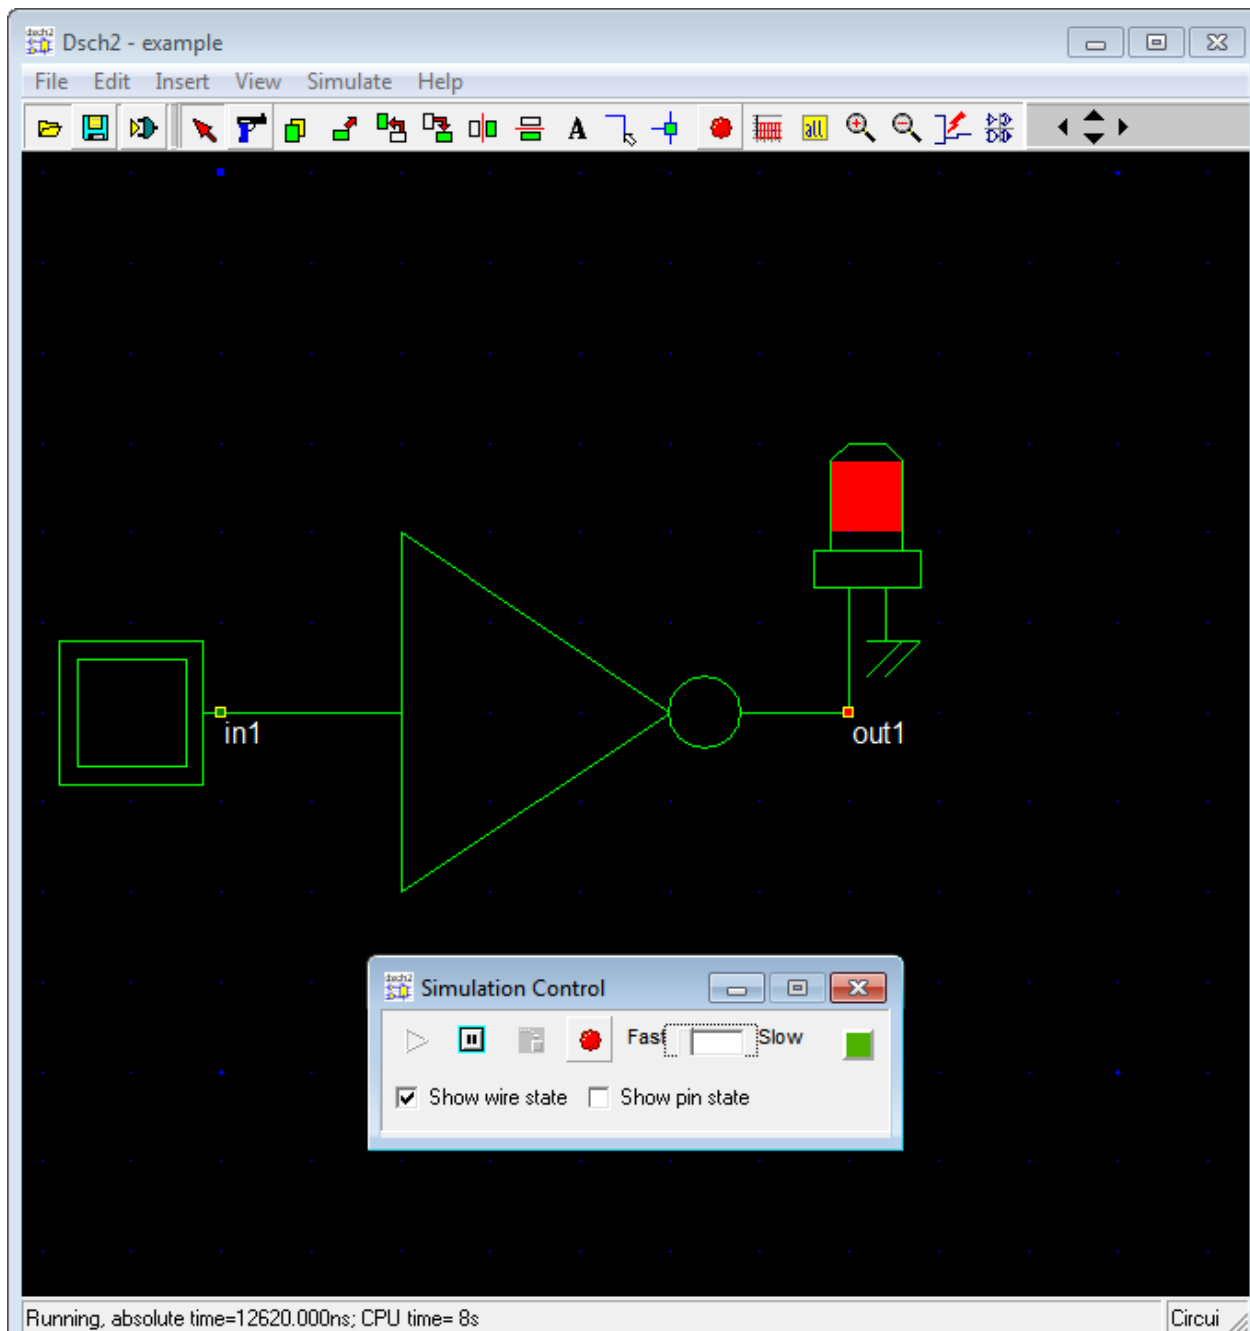 Dsch2 - example
File Edit Insert View Simulate Help
A all
in1
out1
Simulation Control
Fast Slow
Show wire state Show pin state
Running, absolute time=12620.000ns; CPU time= 8s Circui